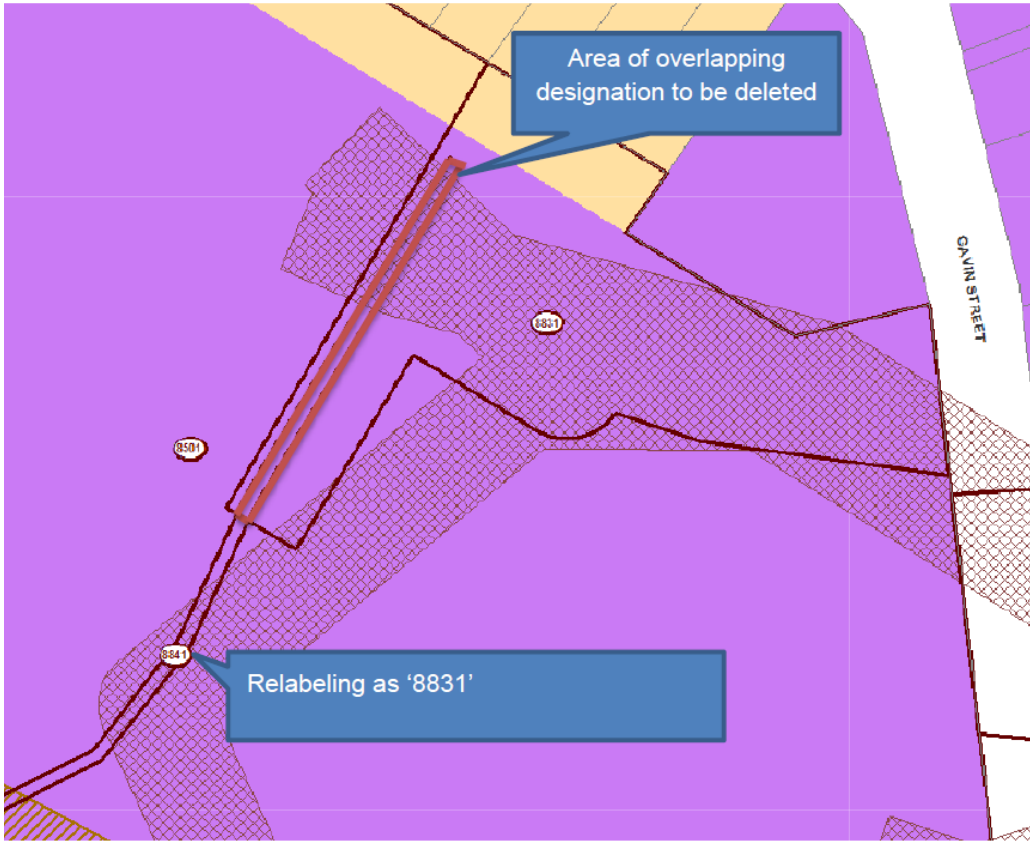 Area of overlapping
designation to be deleted
GAVIN STREET
8831
8501
8841
Relabeling as ‘8831’